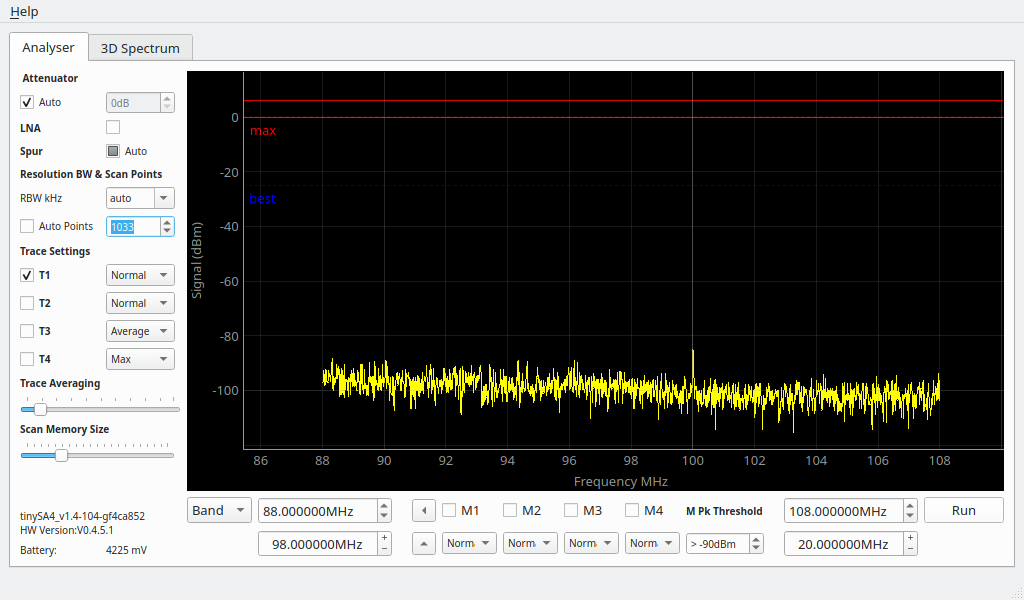 Help
Analyser
3D Spectrum
Attenuator
Auto 0dB
LNA
Spur Auto
Resolution BW & Scan Points
RBW kHz auto
Auto Points 1033
Trace Settings
T1 Normal
T2 Normal
T3 Average
T4 Max
Trace Averaging
Scan Memory Size
tinySA4_v1.4-104-gf4ca852
HW Version:V0.4.5.1
Battery: 4225 mV
Signal (dBm)
0
max
-20
best
-40
-60
-80
-100
86 88 90 92 94 96 98 100 102 104 106 108
Frequency MHz
Band 88.000000MHz M1 M2 M3 M4 M Pk Threshold 108.000000MHz Run
98.000000MHz Norm Norm Norm Norm > -90dBm 20.000000MHz